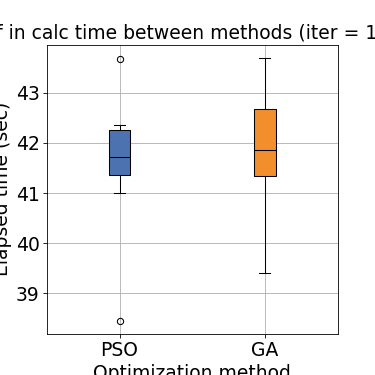 f in calc time between methods (iter = 1
Elapsed time (sec)
43
42
41
40
39
PSO GA
Optimization method